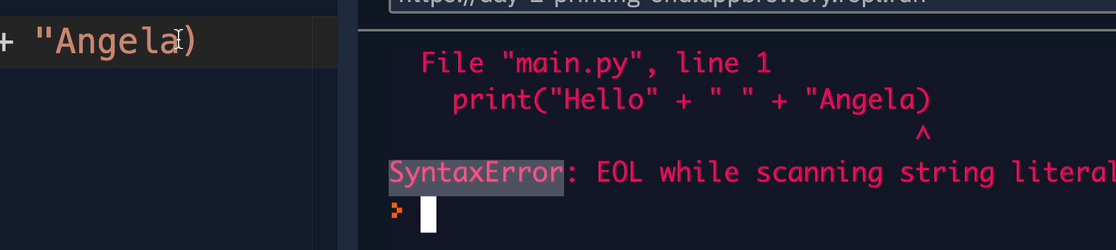 + "Angela)
File "main.py", line 1
print("Hello" + " " + "Angela)
^
SyntaxError: EOL while scanning string literal
>